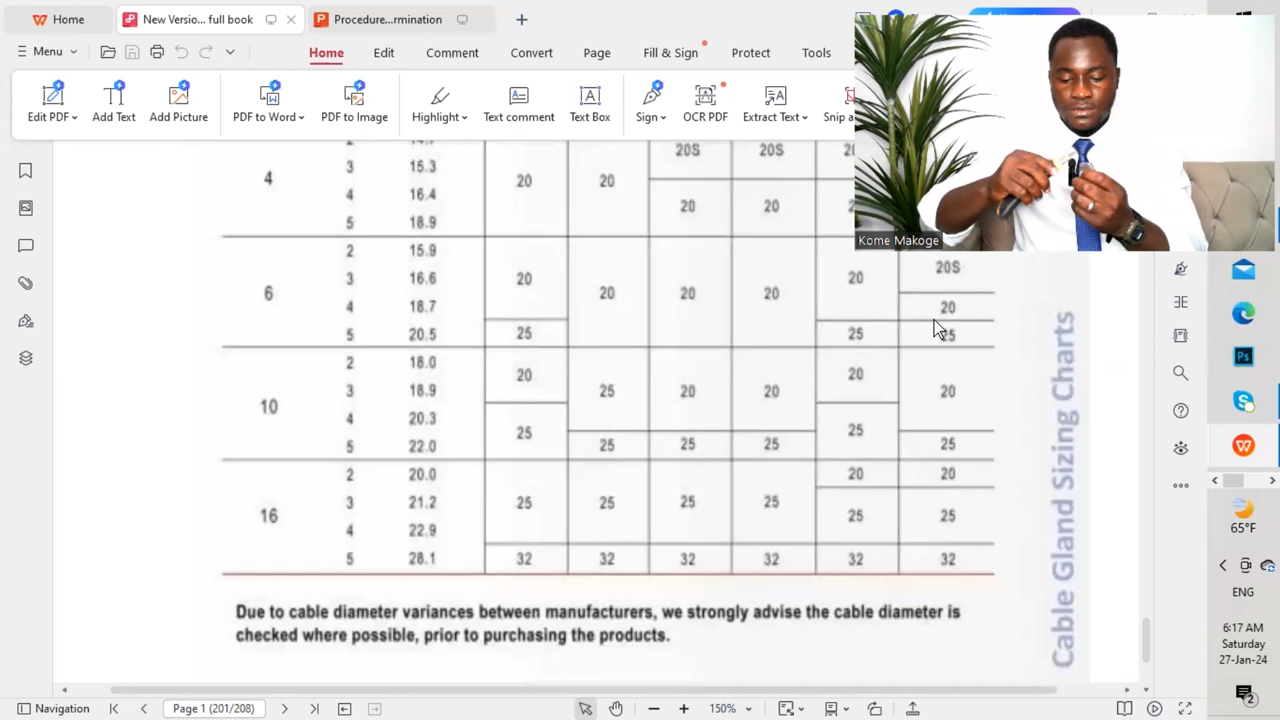 Home
New Versio... full book
Procedure...rmination
Menu
Home
Edit
Comment
Convert
Page
Fill & Sign
Protect
Tools
Edit PDF
Add Text
Add Picture
PDF to Word
PDF to Image
Highlight
Text comment
Text Box
Sign
OCR PDF
Extract Text
Snip a
Kome Makoge
20S 20S
4 3 15.3 20 20
4 16.4 20 20
5 18.9
2 15.9 20S
6 3 16.6 20 20 20 20 20
4 18.7 20
5 20.5 25 25 25
2 18.0 20 20
10 3 18.9 25 20 20 20
4 20.3 25 25
5 22.0 25 25 25 25
2 20.0 20 20
16 3 21.2 25 25 25 25 25 25
4 22.9
5 28.1 32 32 32 32 32 32
Due to cable diameter variances between manufacturers, we strongly advise the cable diameter is
checked where possible, prior to purchasing the products.
Cable Gland Sizing Charts
Ps
65°F
ENG
6:17 AM
Saturday
27-Jan-24
2
Navigation
Page 1 (201/208)
150%